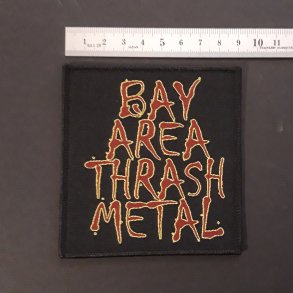 1 2 3 4 5 6 7 8 9 10 11
BAY
AREA
THRASH
METAL